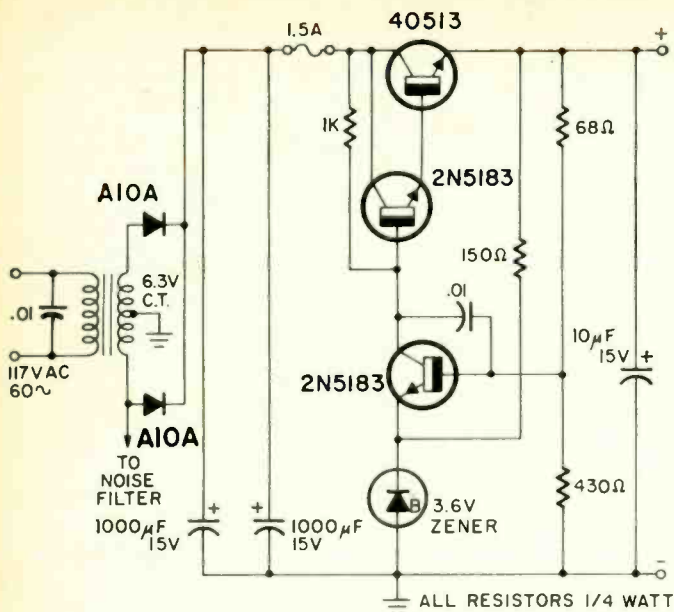 1.5A
40513
+
1K
68Ω
2N5183
A10A
150Ω
6.3V
C.T.
.01
.01
10µF
15V
+
117VAC
60~
2N5183
A10A
TO
NOISE
FILTER
B
3.6V
ZENER
430Ω
+
1000µF
15V
+
1000µF
15V
-
ALL RESISTORS 1/4 WATT